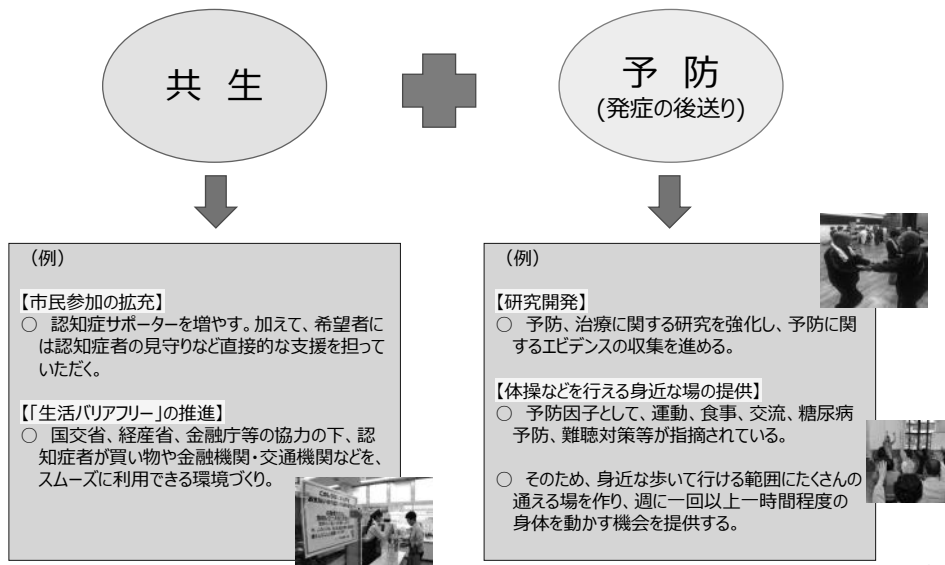 共 生
予 防
(発症の後送り)
（例）
【市民参加の拡充】
○ 認知症サポーターを増やす。加えて、希望者に
は認知症者の見守りなど直接的な支援を担って
いただく。
【「生活バリアフリー」の推進】
○ 国交省、経産省、金融庁等の協力の下、認
知症者が買い物や金融機関・交通機関などを、
スムーズに利用できる環境づくり。
（例）
【研究開発】
○ 予防、治療に関する研究を強化し、予防に関
するエビデンスの収集を進める。
【体操などを行える身近な場の提供】
○ 予防因子として、運動、食事、交流、糖尿病
予防、難聴対策等が指摘されている。
○ そのため、身近な歩いて行ける範囲にたくさんの
通える場を作り、週に一回以上一時間程度の
身体を動かす機会を提供する。